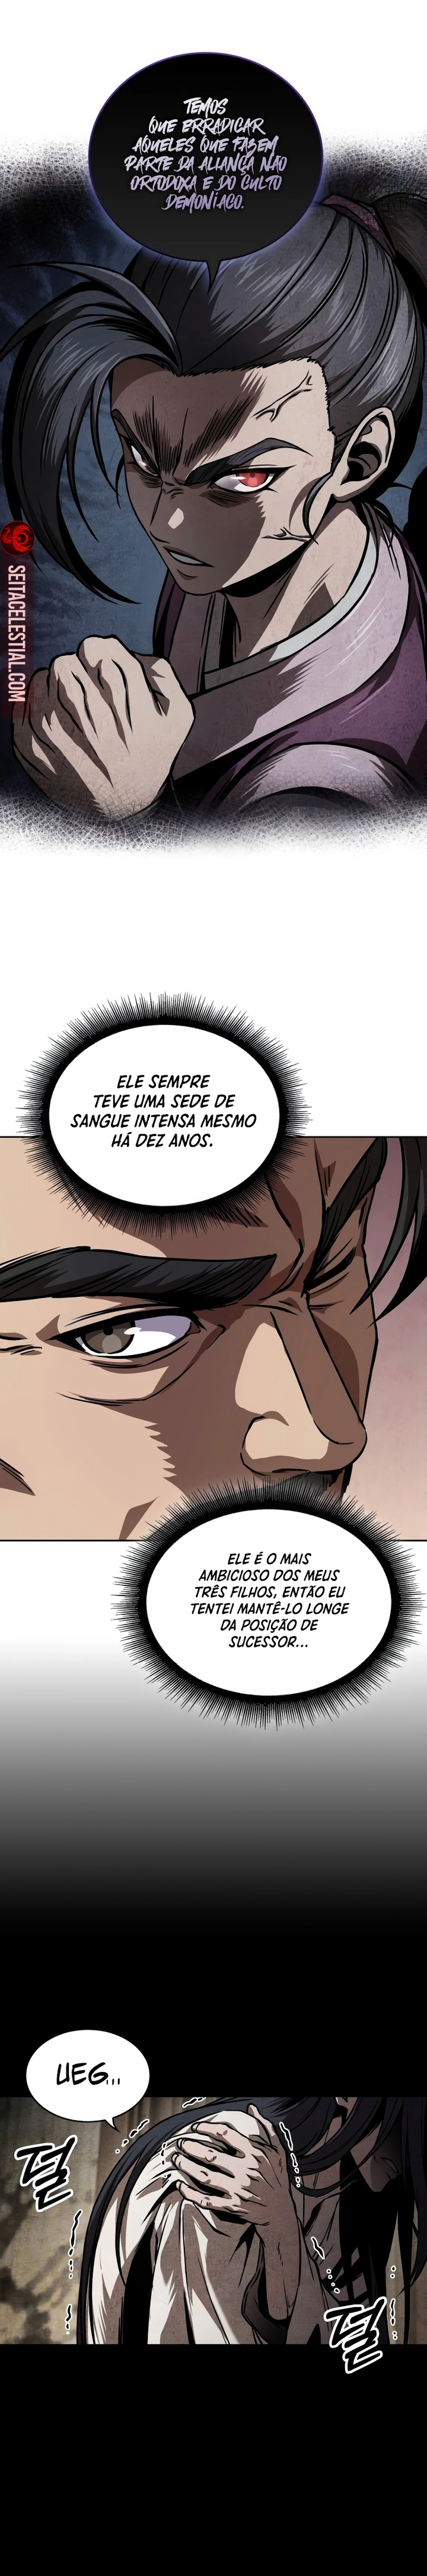 TEMOS
QUE ERRADICAR
AQUELES QUE FAZEM
PARTE DA ALIANÇA NÃO
ORTODOXA E DO CULTO
DEMONÍACO.
SEITACELESTIAL.COM
ELE SEMPRE
TEVE UMA SEDE DE
SANGUE INTENSA MESMO
HÁ DEZ ANOS.
ELE É O MAIS
AMBICIOSO DOS MEUS
TRÊS FILHOS, ENTÃO EU
TENTEI MANTÊ-LO LONGE
DA POSIÇÃO DE
SUCESSOR...
UEG...
덜
덜